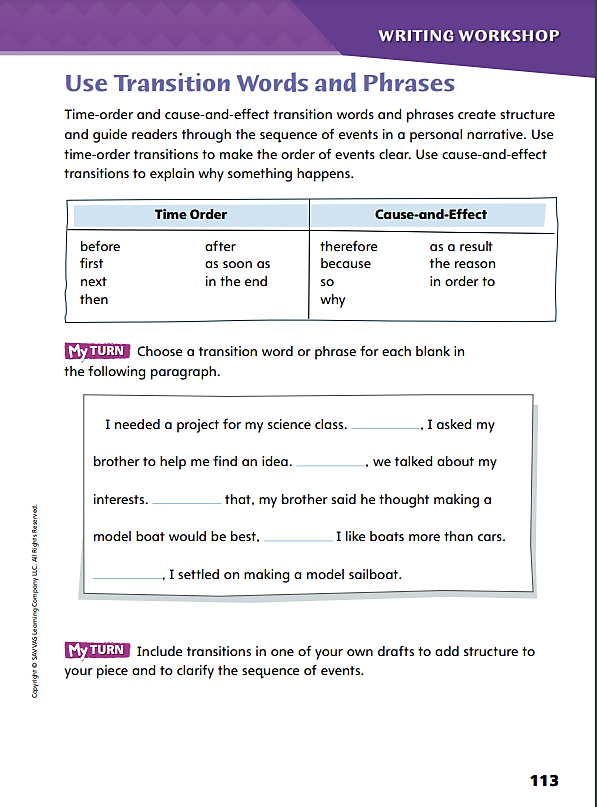 WRITING WORKSHOP
Use Transition Words and Phrases
Time-order and cause-and-effect transition words and phrases create structure
and guide readers through the sequence of events in a personal narrative. Use
time-order transitions to make the order of events clear. Use cause-and-effect
transitions to explain why something happens.
Time Order
before after
first as soon as
next in the end
then
Cause-and-Effect
therefore as a result
because the reason
so in order to
why
My TURN Choose a transition word or phrase for each blank in
the following paragraph.
I needed a project for my science class. __________, I asked my
brother to help me find an idea. __________, we talked about my
interests. __________ that, my brother said he thought making a
model boat would be best, __________ I like boats more than cars.
__________, I settled on making a model sailboat.
My TURN Include transitions in one of your own drafts to add structure to
your piece and to clarify the sequence of events.
Copyright © SAVVAS Learning Company LLC. All Rights Reserved.
113